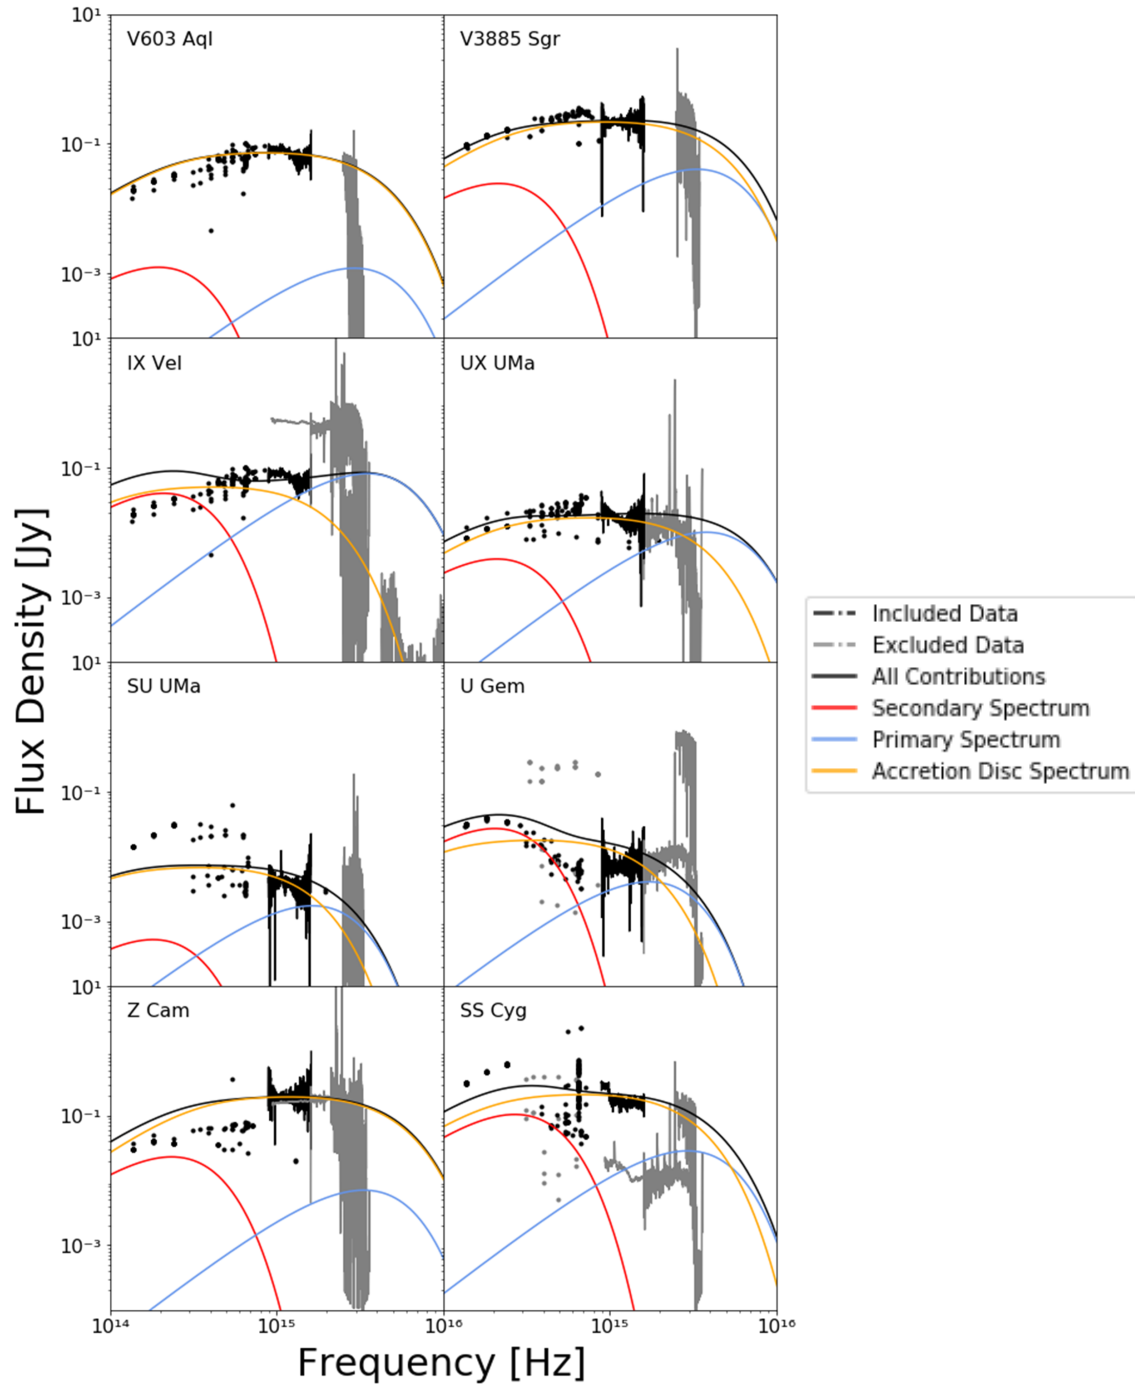 10¹
V603 Aql
V3885 Sgr
10⁻¹
10⁻³
10¹
IX Vel
UX UMa
10⁻¹
10⁻³
10¹
SU UMa
U Gem
10⁻¹
10⁻³
10¹
Z Cam
SS Cyg
10⁻¹
10⁻³
10¹⁴
10¹⁵
10¹⁶
10¹⁵
10¹⁶
Frequency [Hz]
Flux Density [Jy]
Included Data
Excluded Data
All Contributions
Secondary Spectrum
Primary Spectrum
Accretion Disc Spectrum